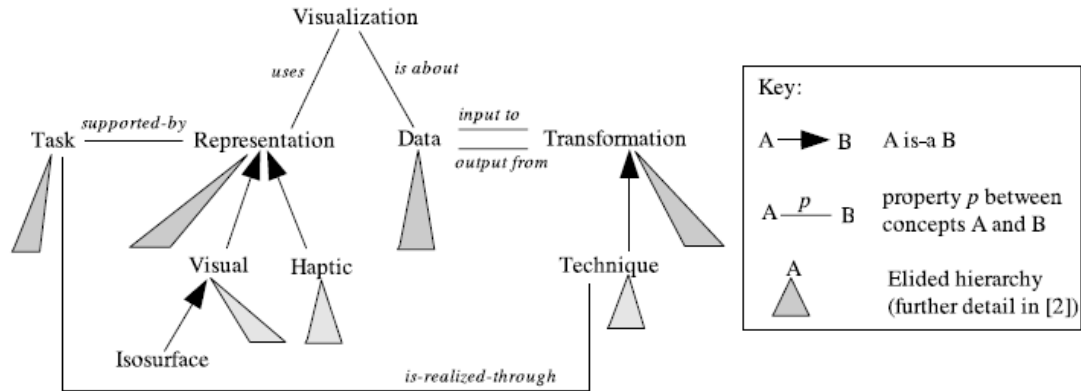 Visualization
uses
is about
Key:
Task
supported-by
Representation
Data
input to
output from
Transformation
A B A is-a B
A p B property p between
concepts A and B
Visual
Haptic
Technique
A Elided hierarchy
(further detail in [2])
Isosurface
is-realized-through